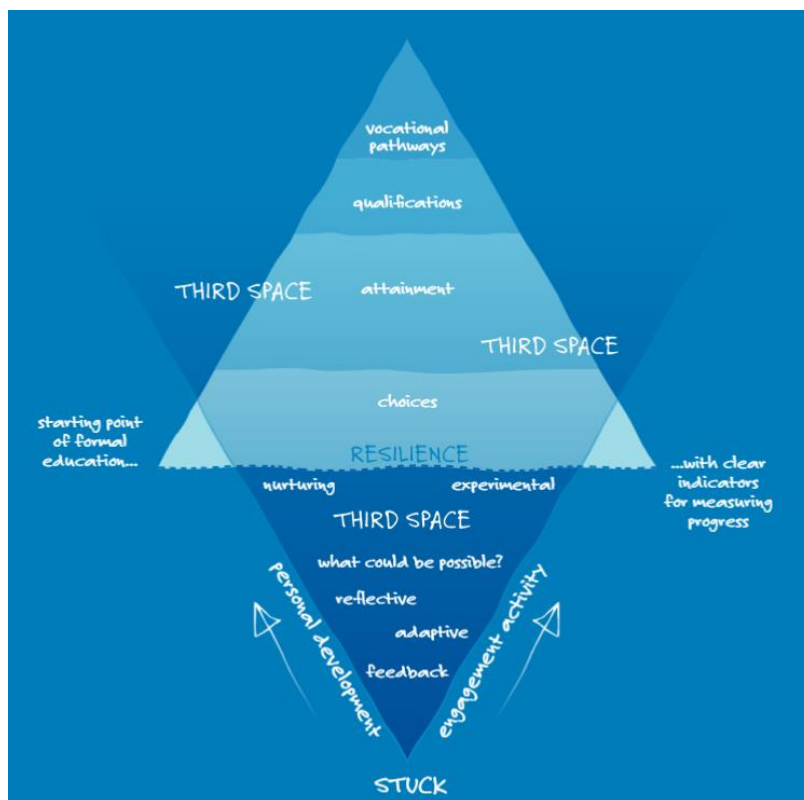 vocational
pathways
qualifications
THIRD SPACE
attainment
THIRD SPACE
choices
starting point
of formal
education...
RESILIENCE
...with clear
indicators
for measuring
progress
nurturing
experimental
THIRD SPACE
what could be possible?
reflective
adaptive
feedback
personal development
engagement activity
STUCK